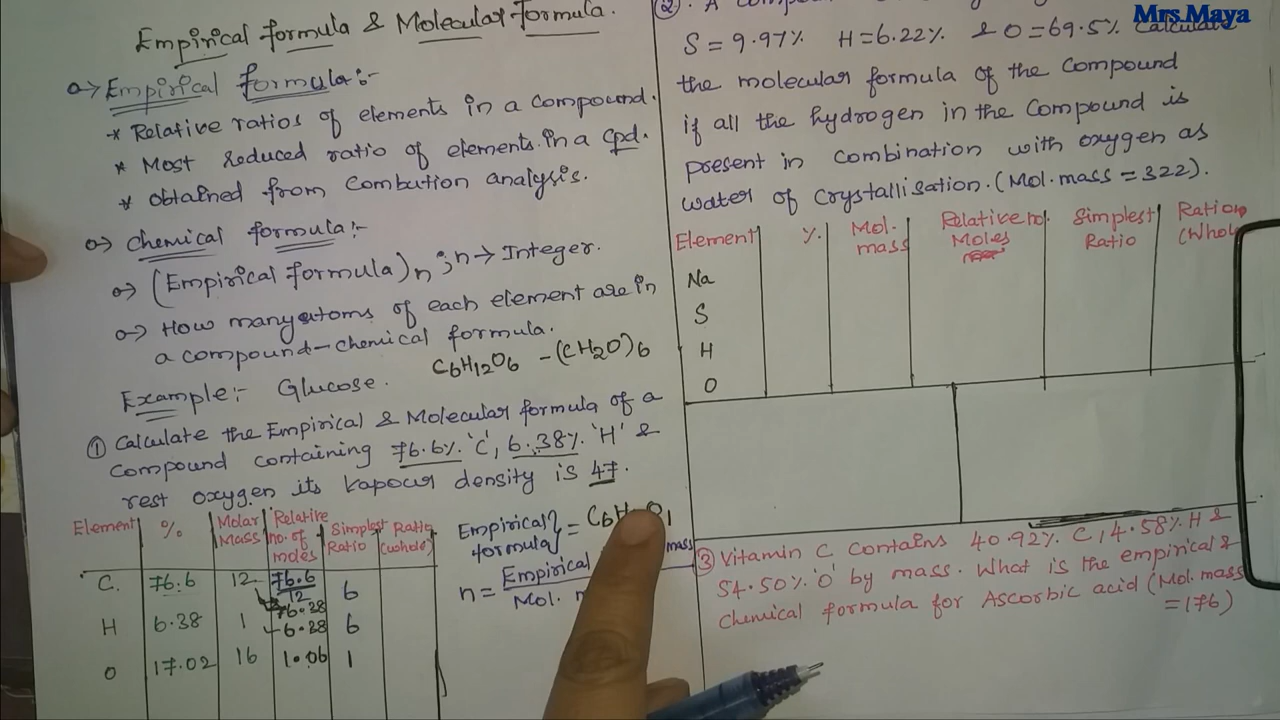 Mrs.Maya
Empirical formula & Molecular formula.
Empirical formula:-
* Relative ratios of elements in a compound.
* Most reduced ratio of elements in a cpd.
* obtained from combution analysis.
chemical formula:-
(Empirical formula)n ; n → Integer.
How many atoms of each element are in
a compound - chemical formula.
Example:- Glucose. C6H12O6 - (CH2O)6
① Calculate the Empirical & Molecular formula of a
compound containing 76.6% 'C', 6.38% 'H' &
rest oxygen its vapour density is 47.
Element % Molar Mass Relative no. of moles Simplest Ratio Ratio (whole)
C. 76.6 12 76.6/12 6
H 6.38 1 6.38 6
O 17.02 16 1.06 1
Empirical
formula = C6H
n = Empirical mass
Mol.
② A
S = 9.97% H = 6.22% & O = 69.5% Calculate
the molecular formula of the compound
if all the hydrogen in the compound is
present in combination with oxygen as
water of crystallisation. (Mol. mass = 322).
Element % Mol. mass Relative no. Moles Simplest Ratio Ratio (Whol
Na
S
H
O
③ Vitamin C contains 40.92% C, 4.58% H &
54.50% 'O' by mass. What is the empirical &
chemical formula for Ascorbic acid (Mol. mass
= 176)